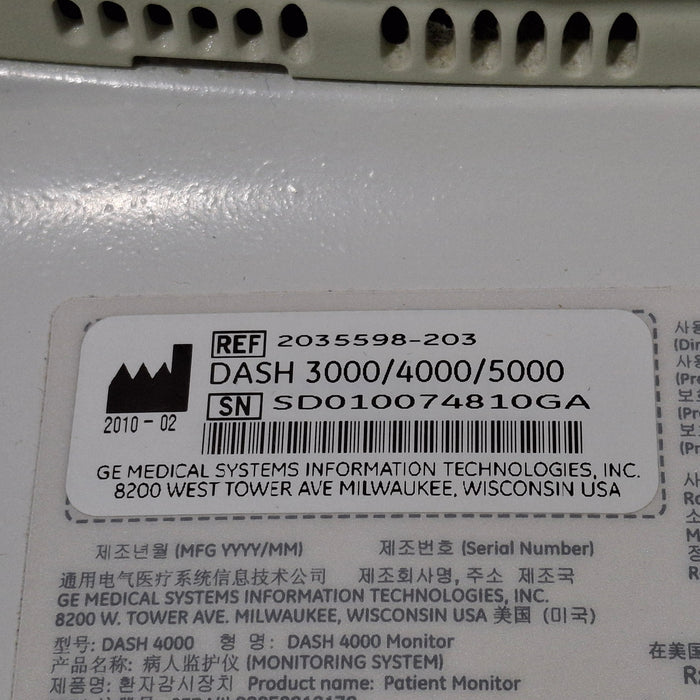 REF 2035598-203
DASH 3000/4000/5000
SN SD010074810GA
2010-02
GE MEDICAL SYSTEMS INFORMATION TECHNOLOGIES, INC.
8200 WEST TOWER AVE MILWAUKEE, WISCONSIN USA
제조년월 (MFG YYYY/MM) 제조번호 (Serial Number)
通用电气医疗系统信息技术公司 제조회사명, 주소 제조국
GE MEDICAL SYSTEMS INFORMATION TECHNOLOGIES, INC.
8200 W. TOWER AVE. MILWAUKEE, WISCONSIN USA 美国 (미국)
型号: DASH 4000 형 명: DASH 4000 Monitor
产品名称: 病人监护仪 (MONITORING SYSTEM)
제품명: 환자감시장치 Product name: Patient Monitor
在美国